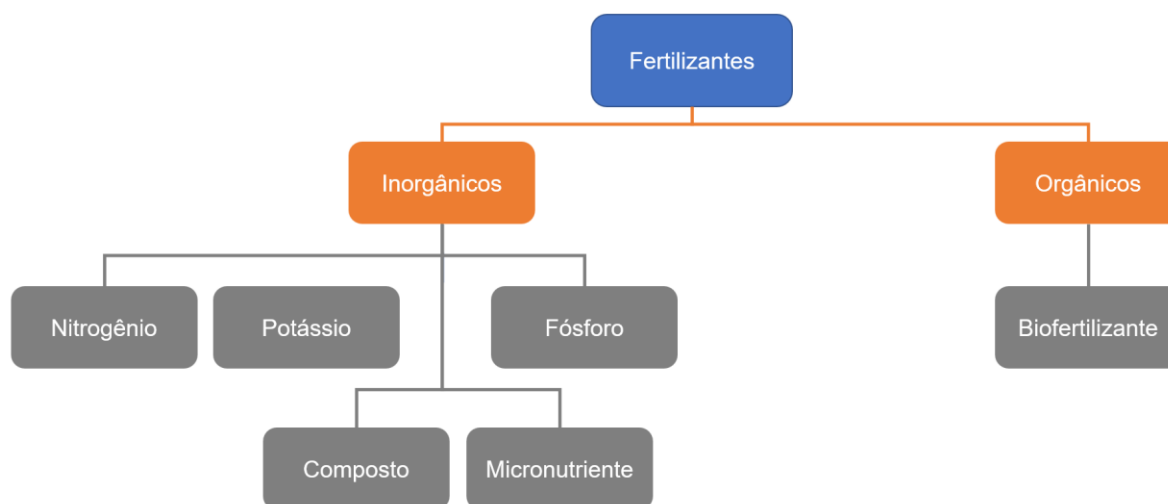 Fertilizantes
Inorgânicos
Orgânicos
Nitrogênio
Potássio
Fósforo
Biofertilizante
Composto
Micronutriente